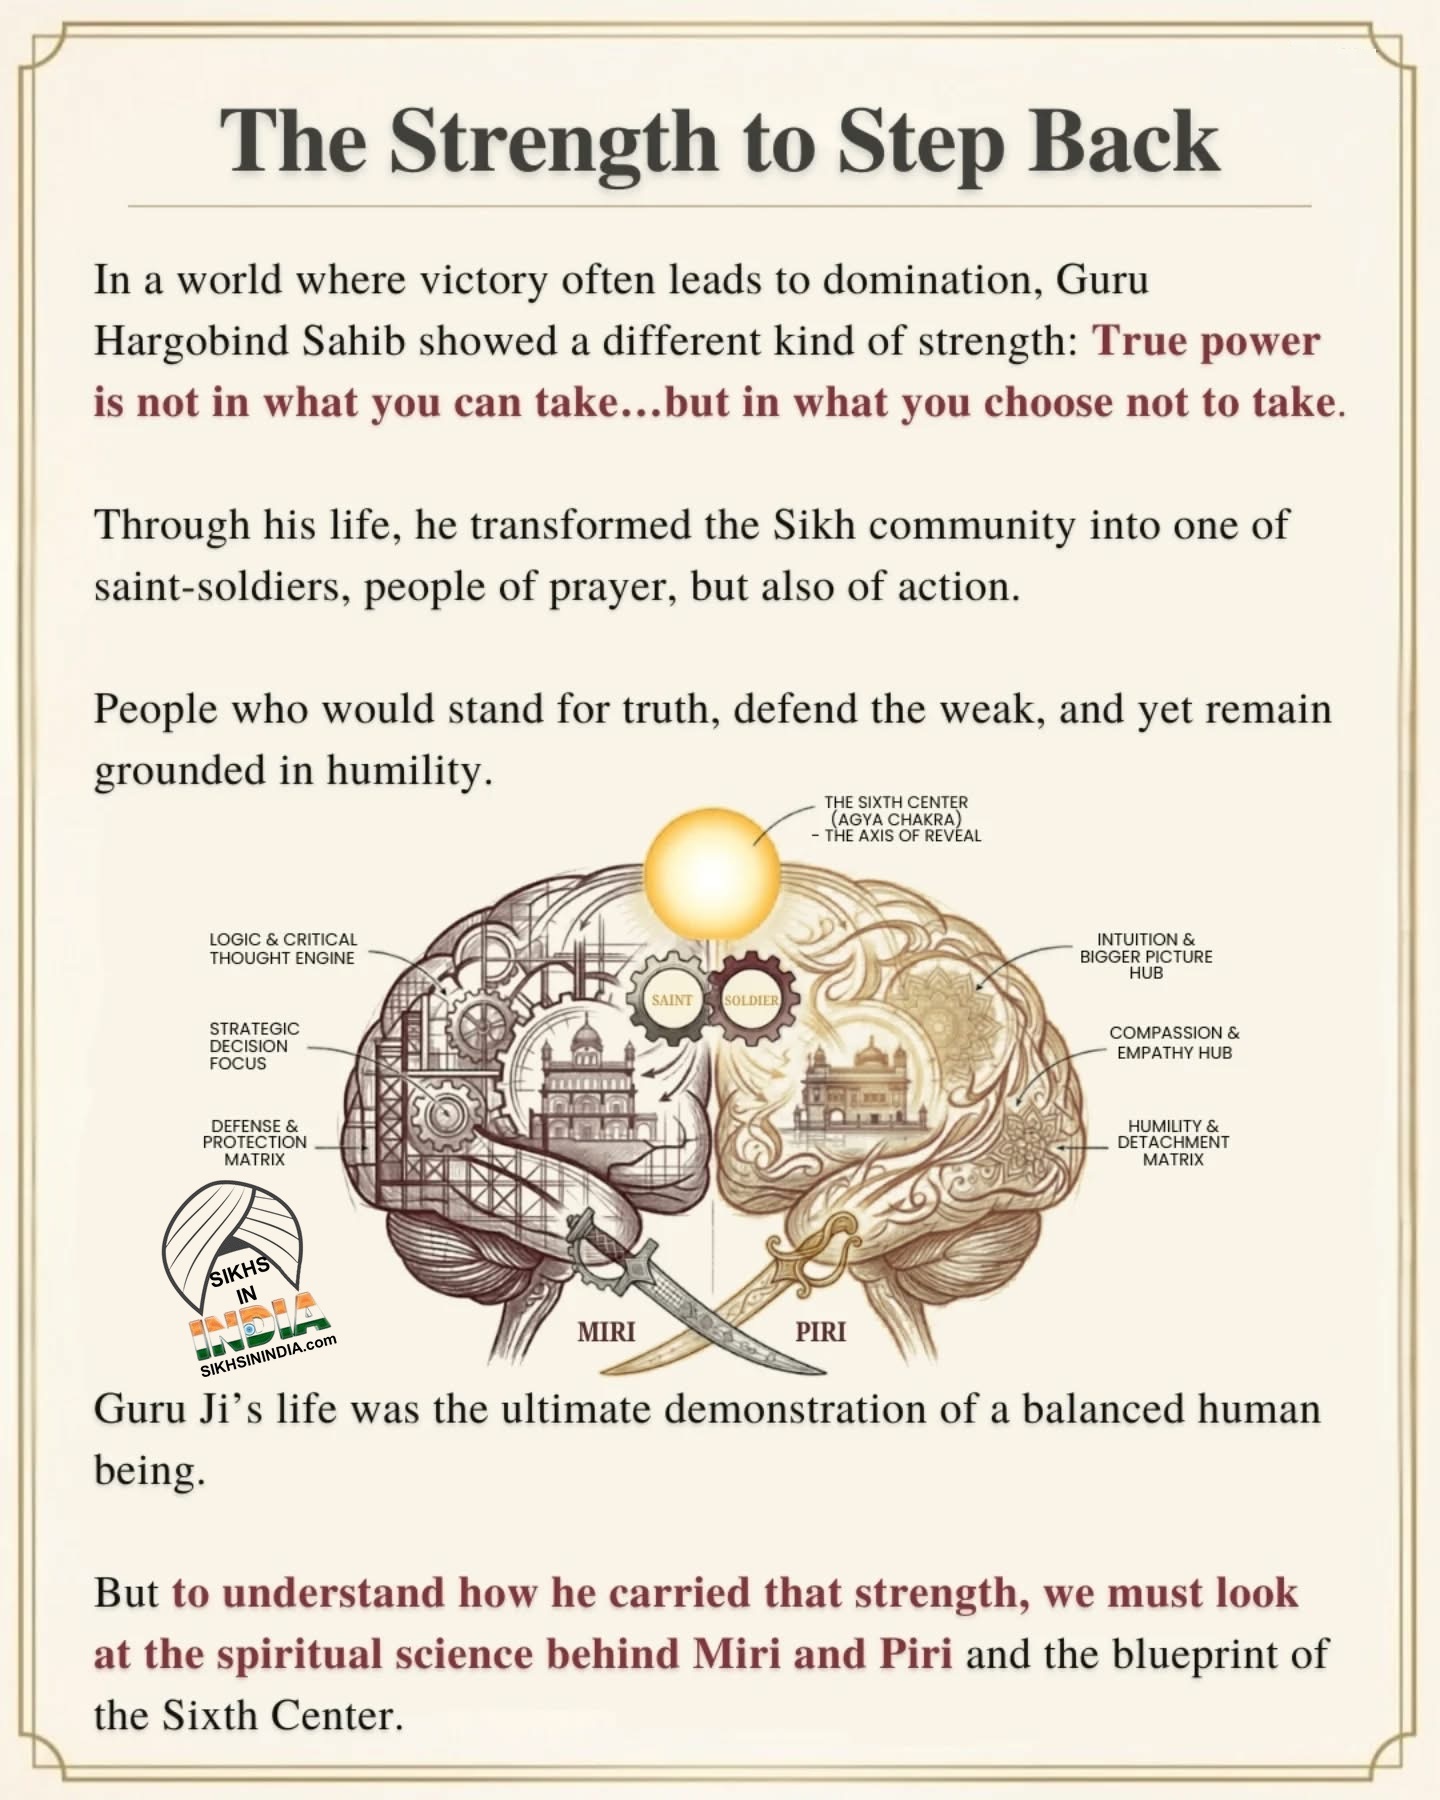 The Strength to Step Back
In a world where victory often leads to domination, Guru
Hargobind Sahib showed a different kind of strength: True power
is not in what you can take...but in what you choose not to take.
Through his life, he transformed the Sikh community into one of
saint-soldiers, people of prayer, but also of action.
People who would stand for truth, defend the weak, and yet remain
grounded in humility.
THE SIXTH CENTER
(AGYA CHAKRA)
- THE AXIS OF REVEAL
LOGIC & CRITICAL
THOUGHT ENGINE
STRATEGIC
DECISION
FOCUS
DEFENSE &
PROTECTION
MATRIX
SAINT
SOLDIER
INTUITION &
BIGGER PICTURE
HUB
COMPASSION &
EMPATHY HUB
HUMILITY &
DETACHMENT
MATRIX
MIRI
PIRI
SIKHS
IN
INDIA
SIKHSININDIA.com
Guru Ji’s life was the ultimate demonstration of a balanced human
being.
But to understand how he carried that strength, we must look
at the spiritual science behind Miri and Piri and the blueprint of
the Sixth Center.